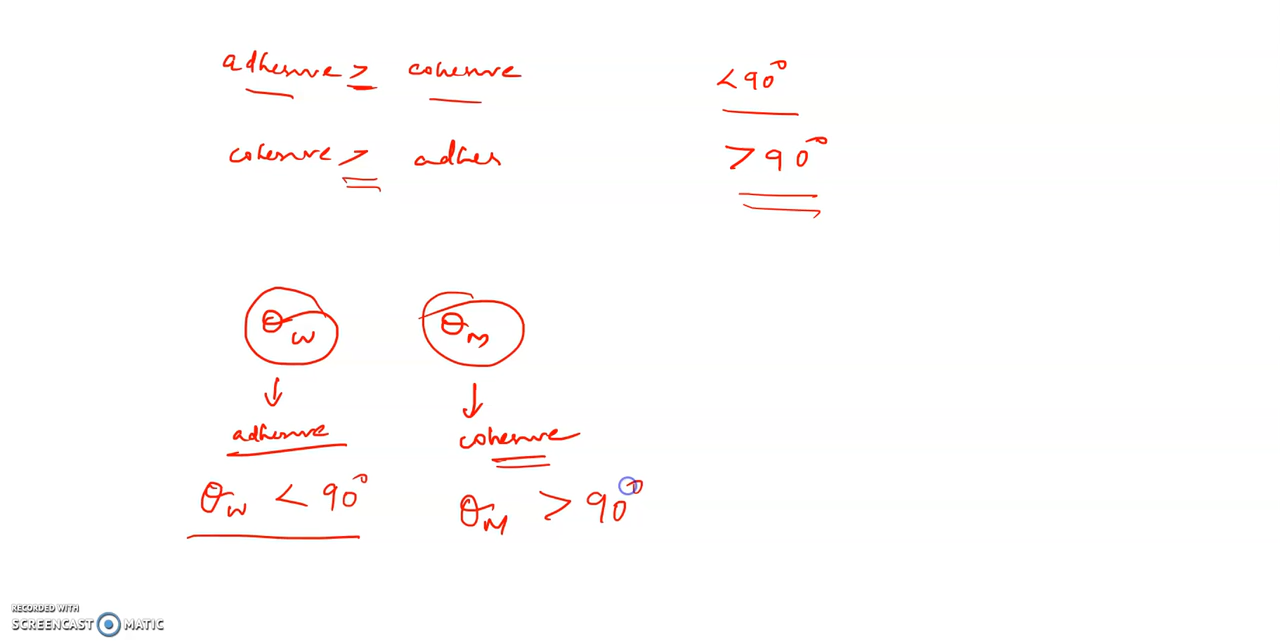 adhesive > cohesive <90°
cohesive > adhes >90°
θw θM
↓ ↓
adhesive cohesive
θw < 90° θM > 90°
RECORDED WITH
SCREENCAST MATIC